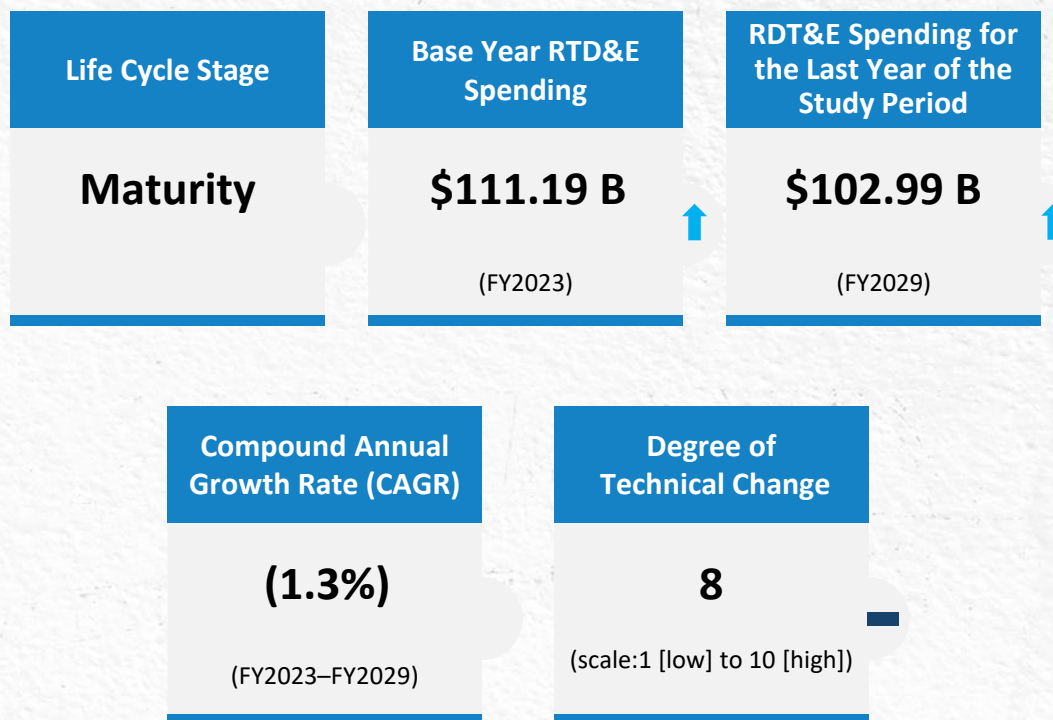 Life Cycle Stage
Maturity
Base Year RTD&E
Spending
$111.19 B
(FY2023)
RDT&E Spending for
the Last Year of the
Study Period
$102.99 B
(FY2029)
Compound Annual
Growth Rate (CAGR)
(1.3%)
(FY2023–FY2029)
Degree of
Technical Change
8
(scale:1 [low] to 10 [high])